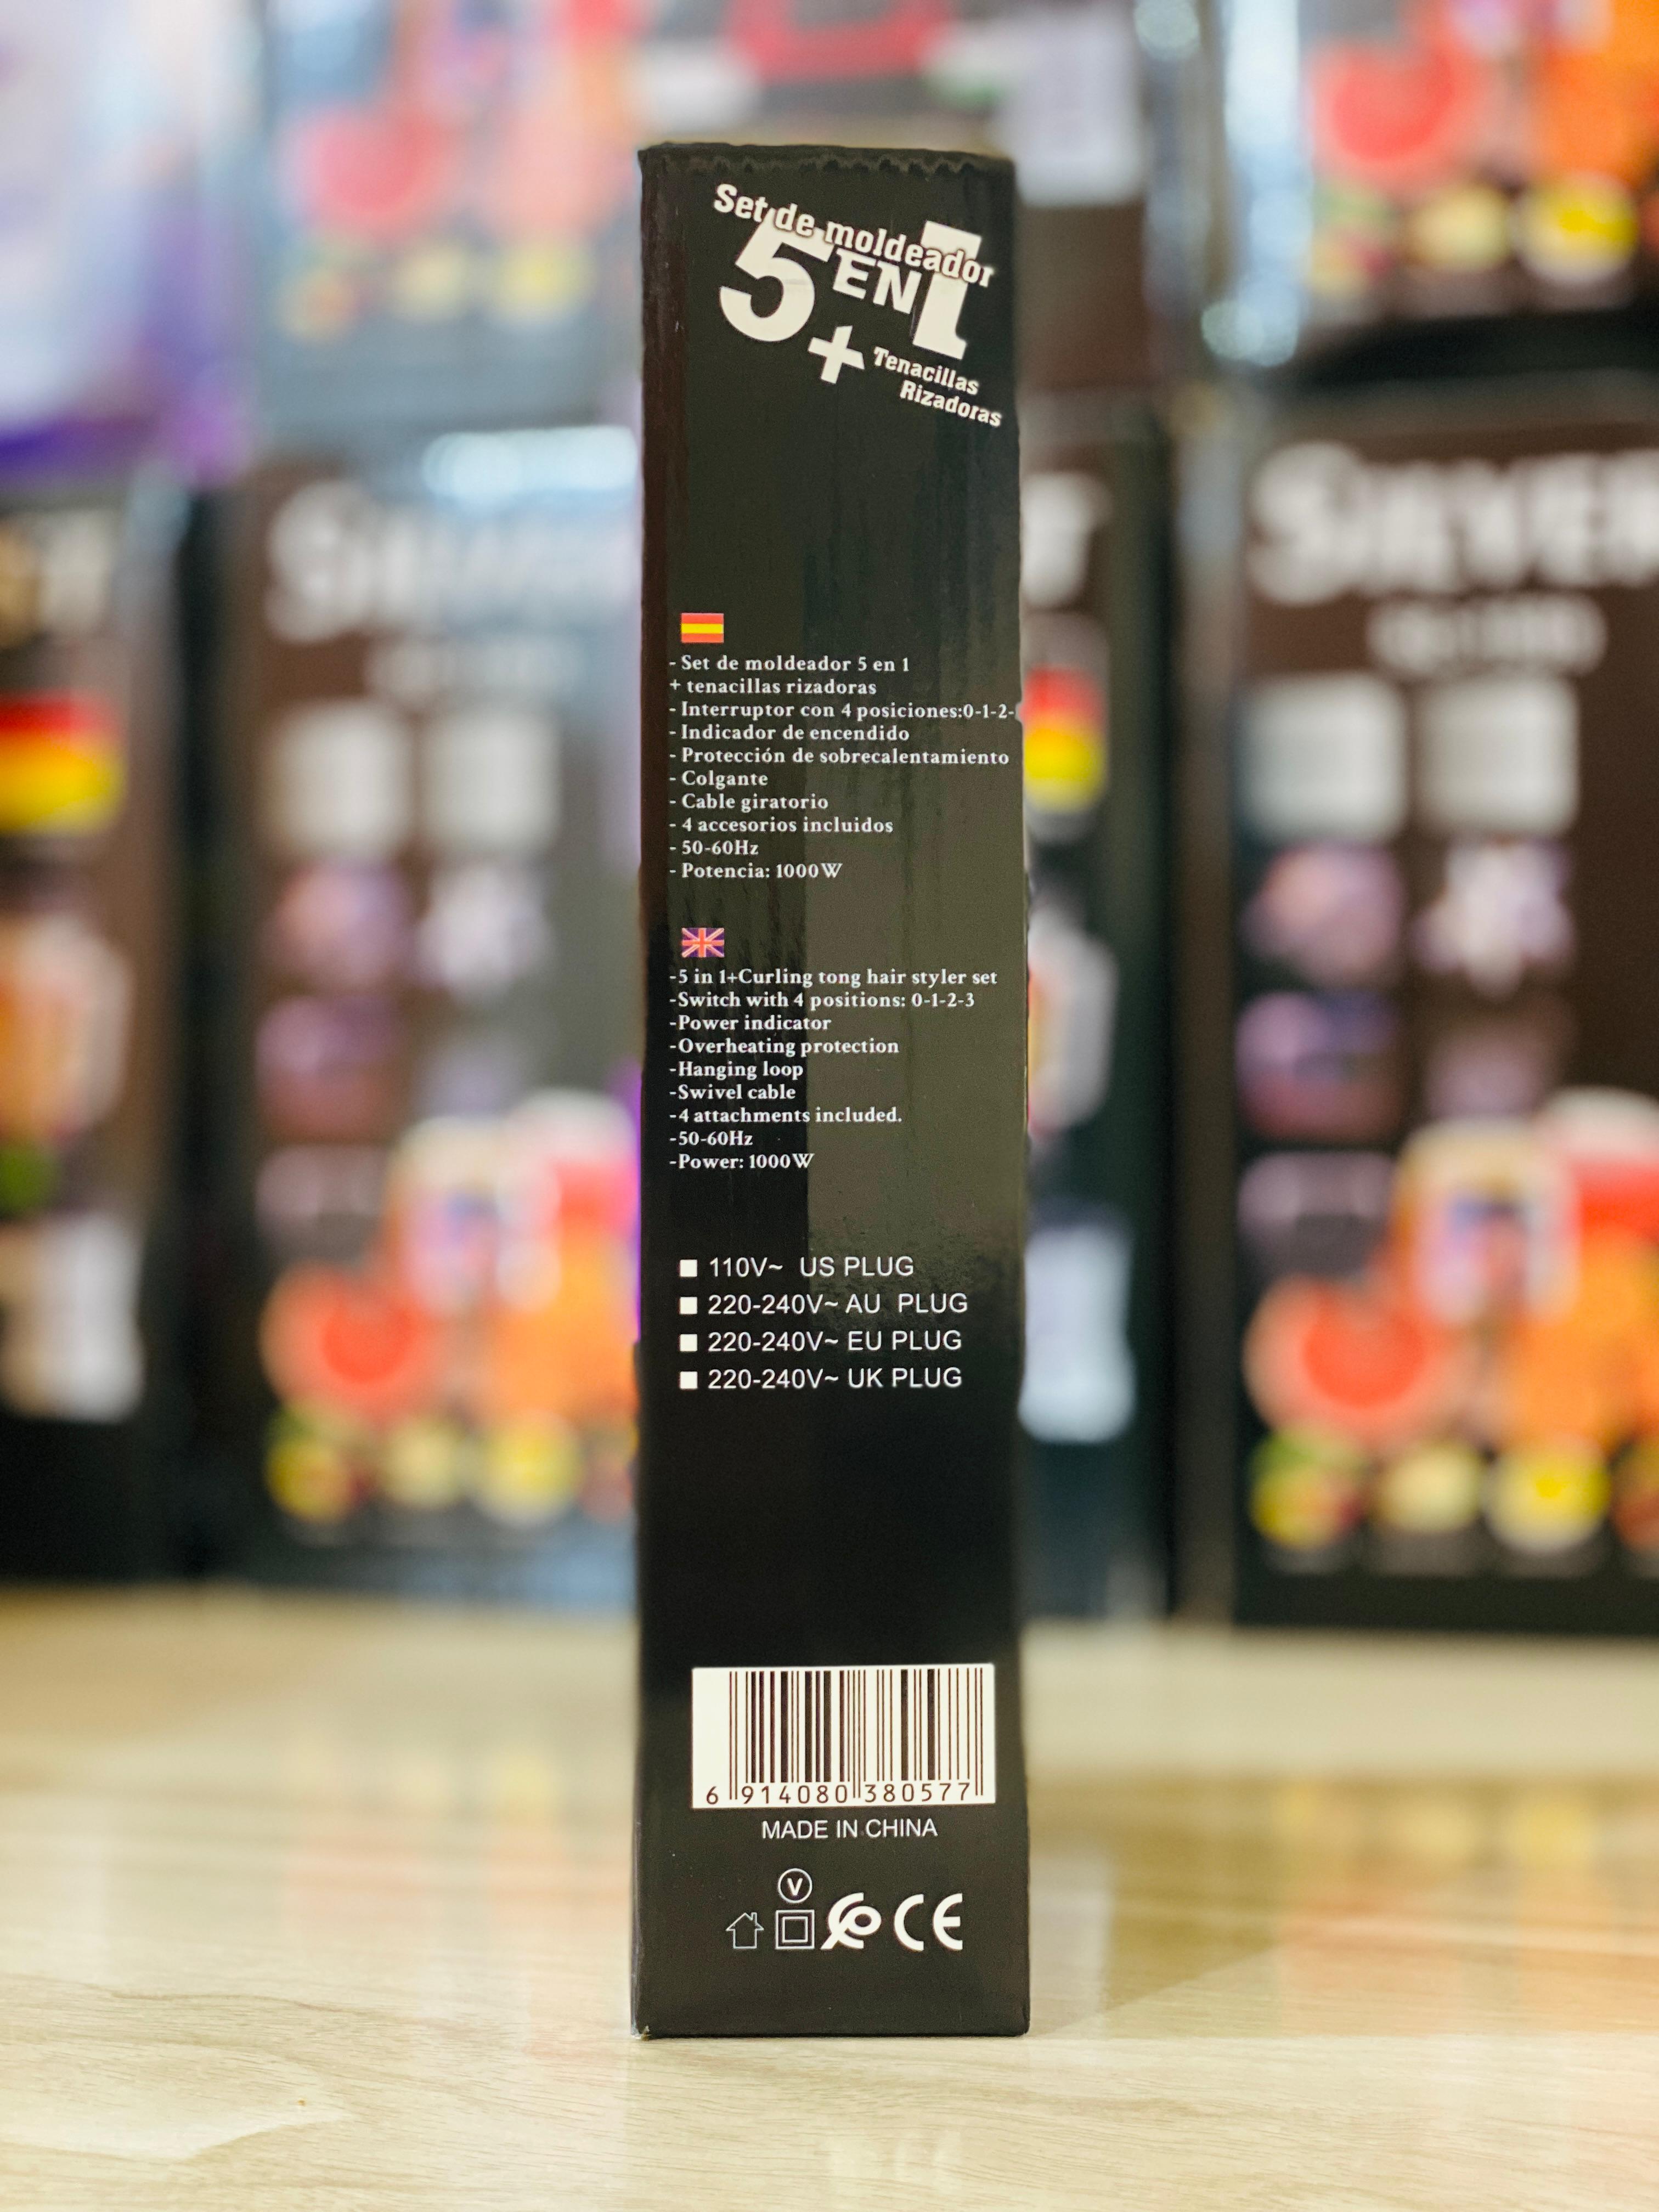 Set de moldeador
5 EN 1
+ Tenacillas
Rizadoras
- Set de moldeador 5 en 1
+ tenacillas rizadoras
- Interruptor con 4 posiciones:0-1-2-
- Indicador de encendido
- Protección de sobrecalentamiento
- Colgante
- Cable giratorio
- 4 accesorios incluidos
- 50-60Hz
- Potencia: 1000W
-5 in 1+Curling tong hair styler set
-Switch with 4 positions: 0-1-2-3
-Power indicator
-Overheating protection
-Hanging loop
-Swivel cable
-4 attachments included.
-50-60Hz
-Power: 1000W
110V~ US PLUG
220-240V~ AU PLUG
220-240V~ EU PLUG
220-240V~ UK PLUG
6 914080 380577
MADE IN CHINA
V
CE